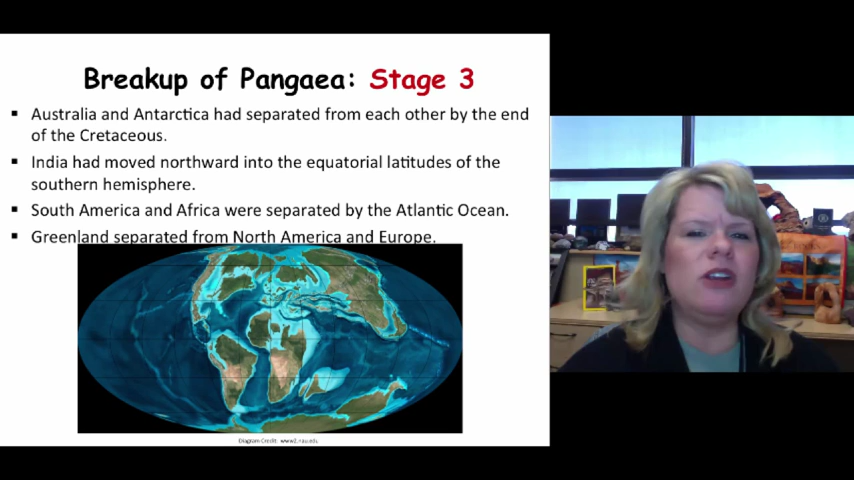 Breakup of Pangaea: Stage 3
▪ Australia and Antarctica had separated from each other by the end
of the Cretaceous.
▪ India had moved northward into the equatorial latitudes of the
southern hemisphere.
▪ South America and Africa were separated by the Atlantic Ocean.
▪ Greenland separated from North America and Europe.
Diagram Credit: www2.nau.edu